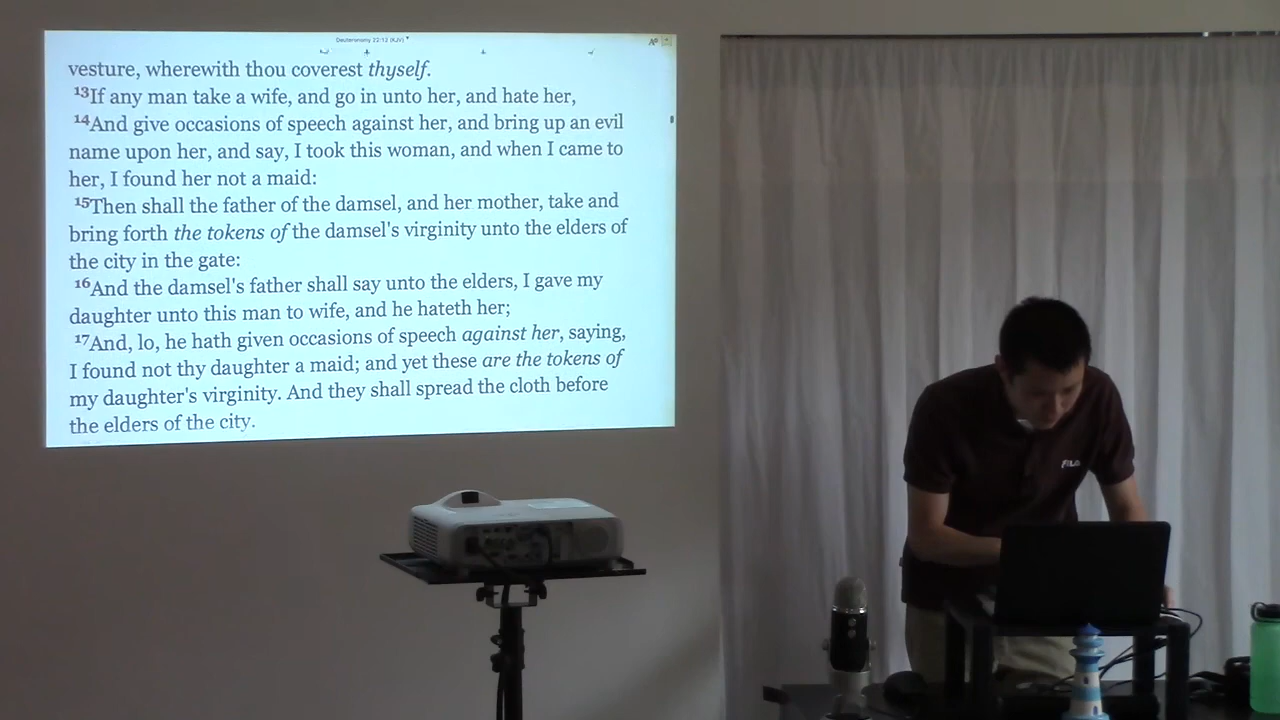 Deuteronomy 22:13 (KJV)
vesture, wherewith thou coverest thyself.
13If any man take a wife, and go in unto her, and hate her,
14And give occasions of speech against her, and bring up an evil
name upon her, and say, I took this woman, and when I came to
her, I found her not a maid:
15Then shall the father of the damsel, and her mother, take and
bring forth the tokens of the damsel's virginity unto the elders of
the city in the gate:
16And the damsel's father shall say unto the elders, I gave my
daughter unto this man to wife, and he hateth her;
17And, lo, he hath given occasions of speech against her, saying,
I found not thy daughter a maid; and yet these are the tokens of
my daughter's virginity. And they shall spread the cloth before
the elders of the city.
FILA